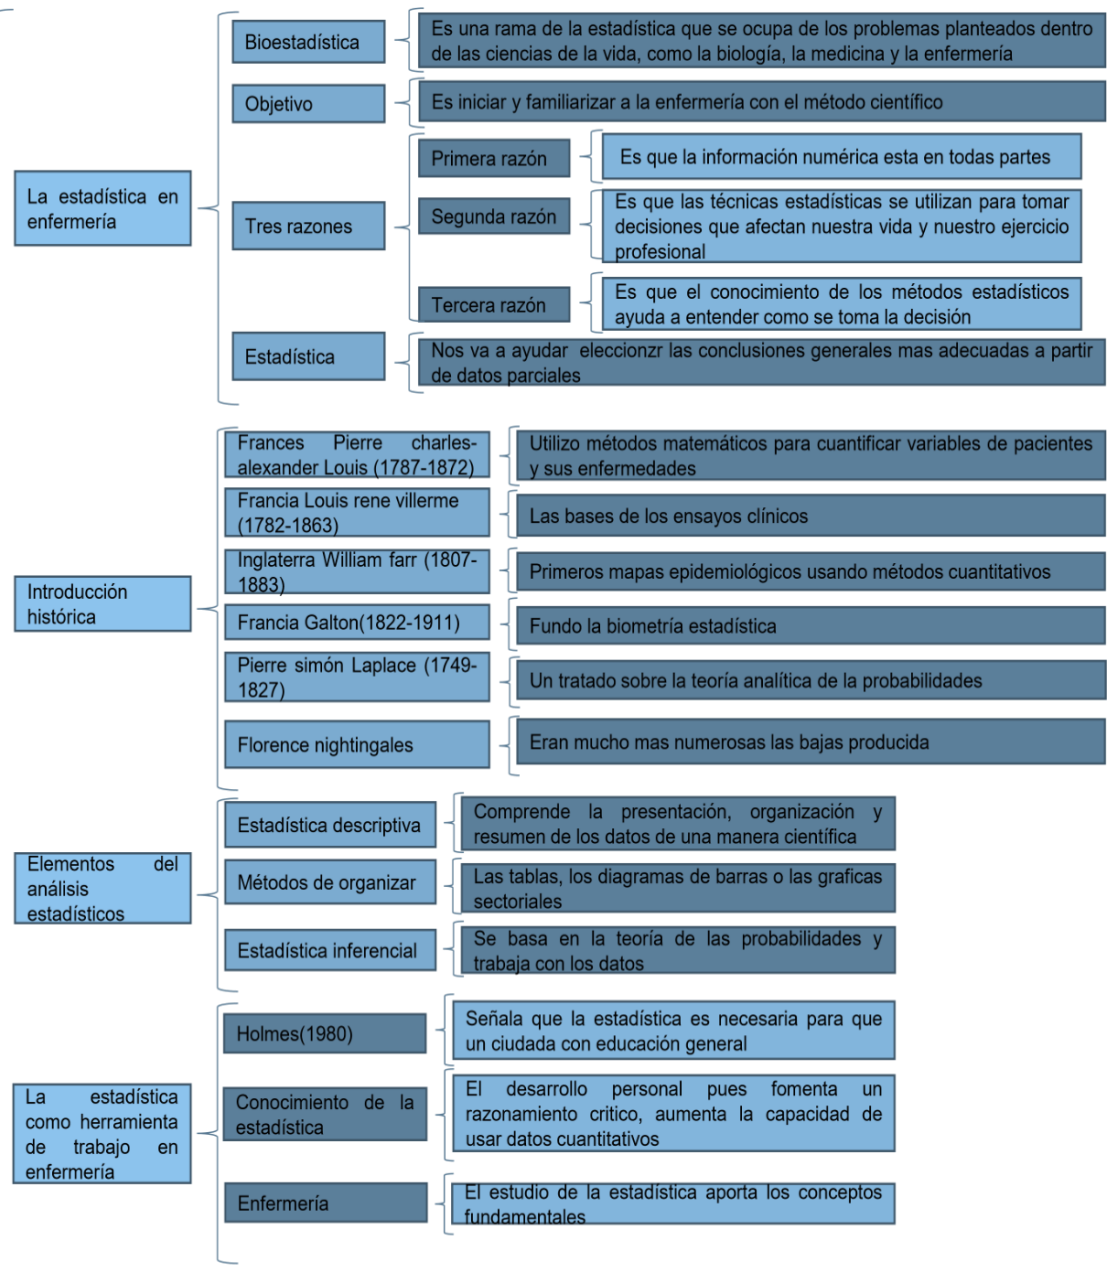 La estadística en
enfermería
Bioestadística
Es una rama de la estadística que se ocupa de los problemas planteados dentro
de las ciencias de la vida, como la biología, la medicina y la enfermería
Objetivo
Es iniciar y familiarizar a la enfermería con el método científico
Tres razones
Primera razón
Es que la información numérica esta en todas partes
Segunda razón
Es que las técnicas estadísticas se utilizan para tomar
decisiones que afectan nuestra vida y nuestro ejercicio
profesional
Tercera razón
Es que el conocimiento de los métodos estadísticos
ayuda a entender como se toma la decisión
Estadística
Nos va a ayudar eleccionzr las conclusiones generales mas adecuadas a partir
de datos parciales
Introducción
histórica
Frances Pierre charles-
alexander Louis (1787-1872)
Utilizo métodos matemáticos para cuantificar variables de pacientes
y sus enfermedades
Francia Louis rene villerme
(1782-1863)
Las bases de los ensayos clínicos
Inglaterra William farr (1807-
1883)
Primeros mapas epidemiológicos usando métodos cuantitativos
Francia Galton(1822-1911)
Fundo la biometría estadística
Pierre simón Laplace (1749-
1827)
Un tratado sobre la teoría analítica de la probabilidades
Florence nightingales
Eran mucho mas numerosas las bajas producida
Elementos del
análisis
estadísticos
Estadística descriptiva
Comprende la presentación, organización y
resumen de los datos de una manera científica
Métodos de organizar
Las tablas, los diagramas de barras o las graficas
sectoriales
Estadística inferencial
Se basa en la teoría de las probabilidades y
trabaja con los datos
La estadística
como herramienta
de trabajo en
enfermería
Holmes(1980)
Señala que la estadística es necesaria para que
un ciudada con educación general
Conocimiento de la
estadística
El desarrollo personal pues fomenta un
razonamiento critico, aumenta la capacidad de
usar datos cuantitativos
Enfermería
El estudio de la estadística aporta los conceptos
fundamentales